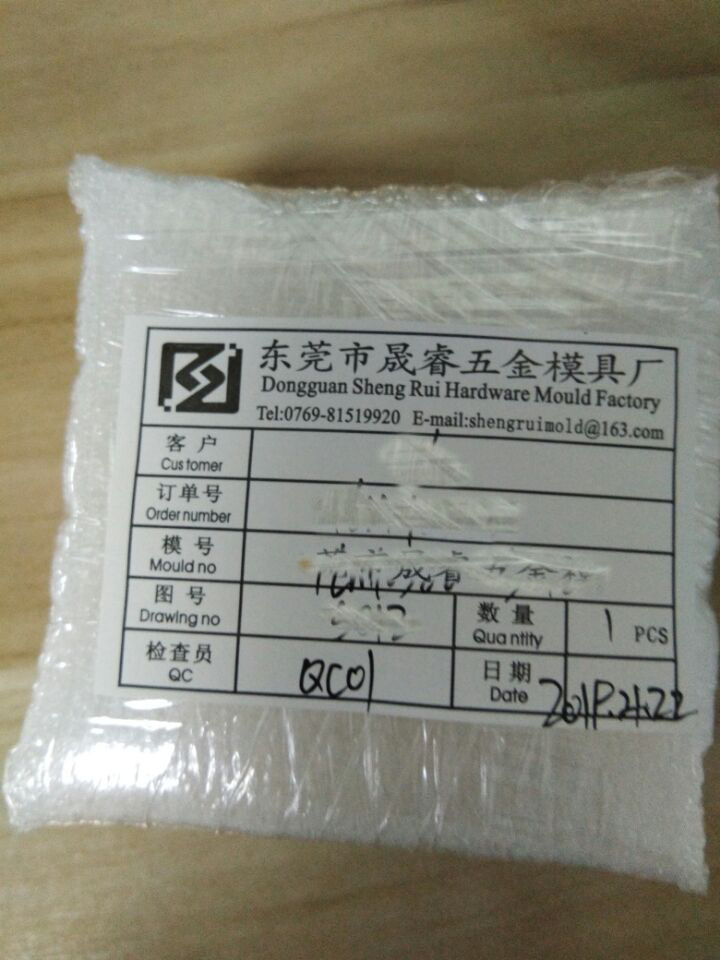 东莞市晟睿五金模具厂
Dongguan Sheng Rui Hardware Mould Factory
Tel:0769-81519920 E-mail:shengruimold@163.com
客户
Customer
订单号
Order number
模号
Mould no
图号
Drawing no
数量
Quantity
1 PCS
检查员
QC
QC01
日期
Date